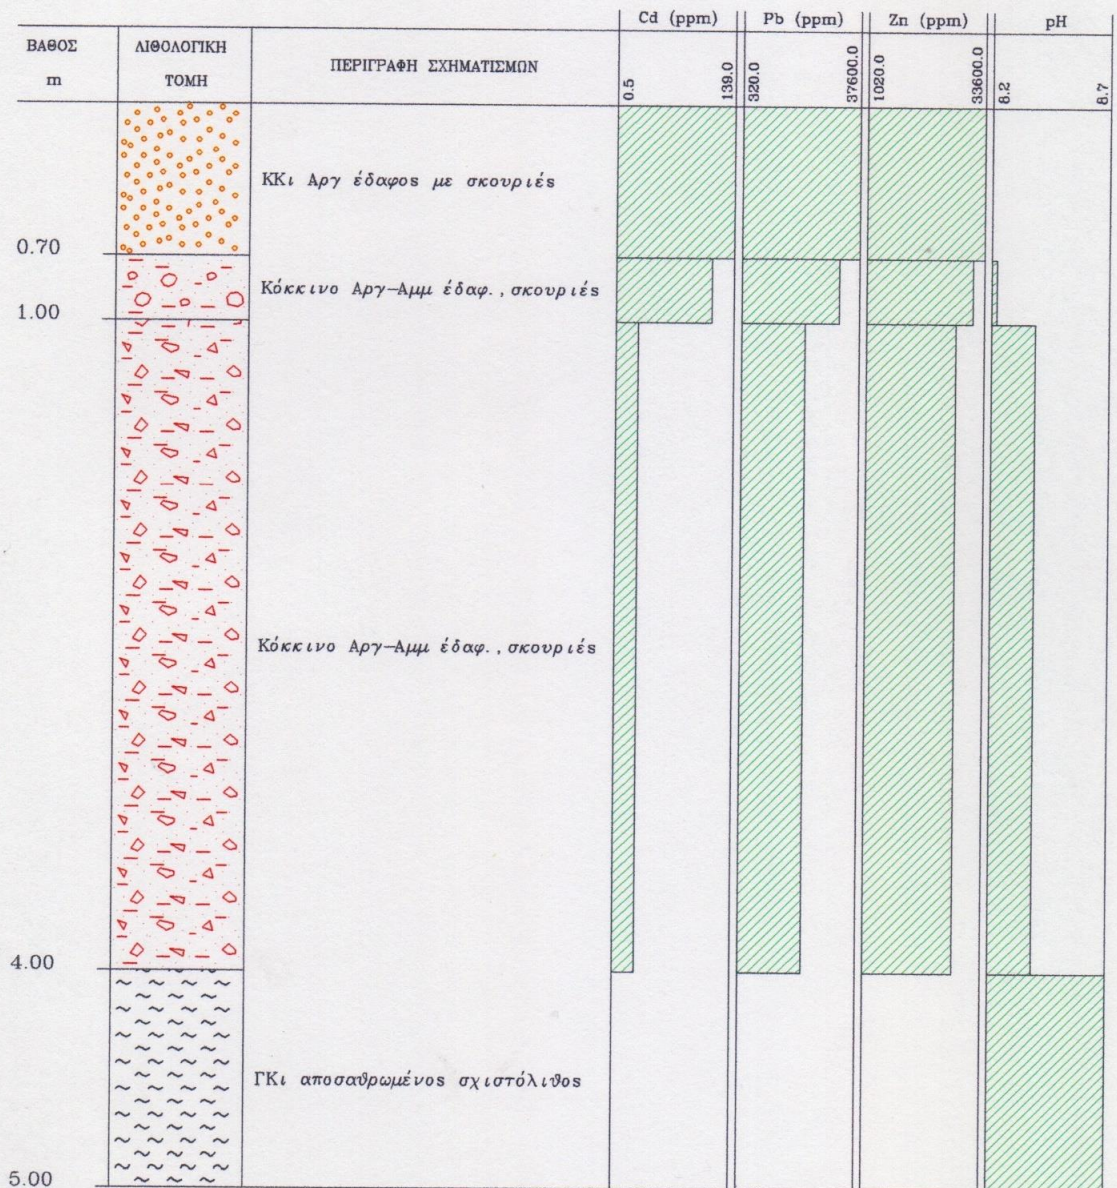 Cd (ppm) Pb (ppm) Zn (ppm) pH
ΒΑΘΟΣ
m
ΛΙΘΟΛΟΓΙΚΗ
ΤΟΜΗ
ΠΕΡΙΓΡΑΦΗ ΣΧΗΜΑΤΙΣΜΩΝ
0.5 139.0 3220.0 37600.0 1020.0 33600.0 8.2 8.7
ΚΚι Αργ έδαφος με σκουριές
0.70
Κόκκινο Αργ-Αμμ έδαφ., σκουριές
1.00
Κόκκινο Αργ-Αμμ έδαφ., σκουριές
4.00
ΓΚι αποσαθρωμένος σχιστόλιθος
5.00